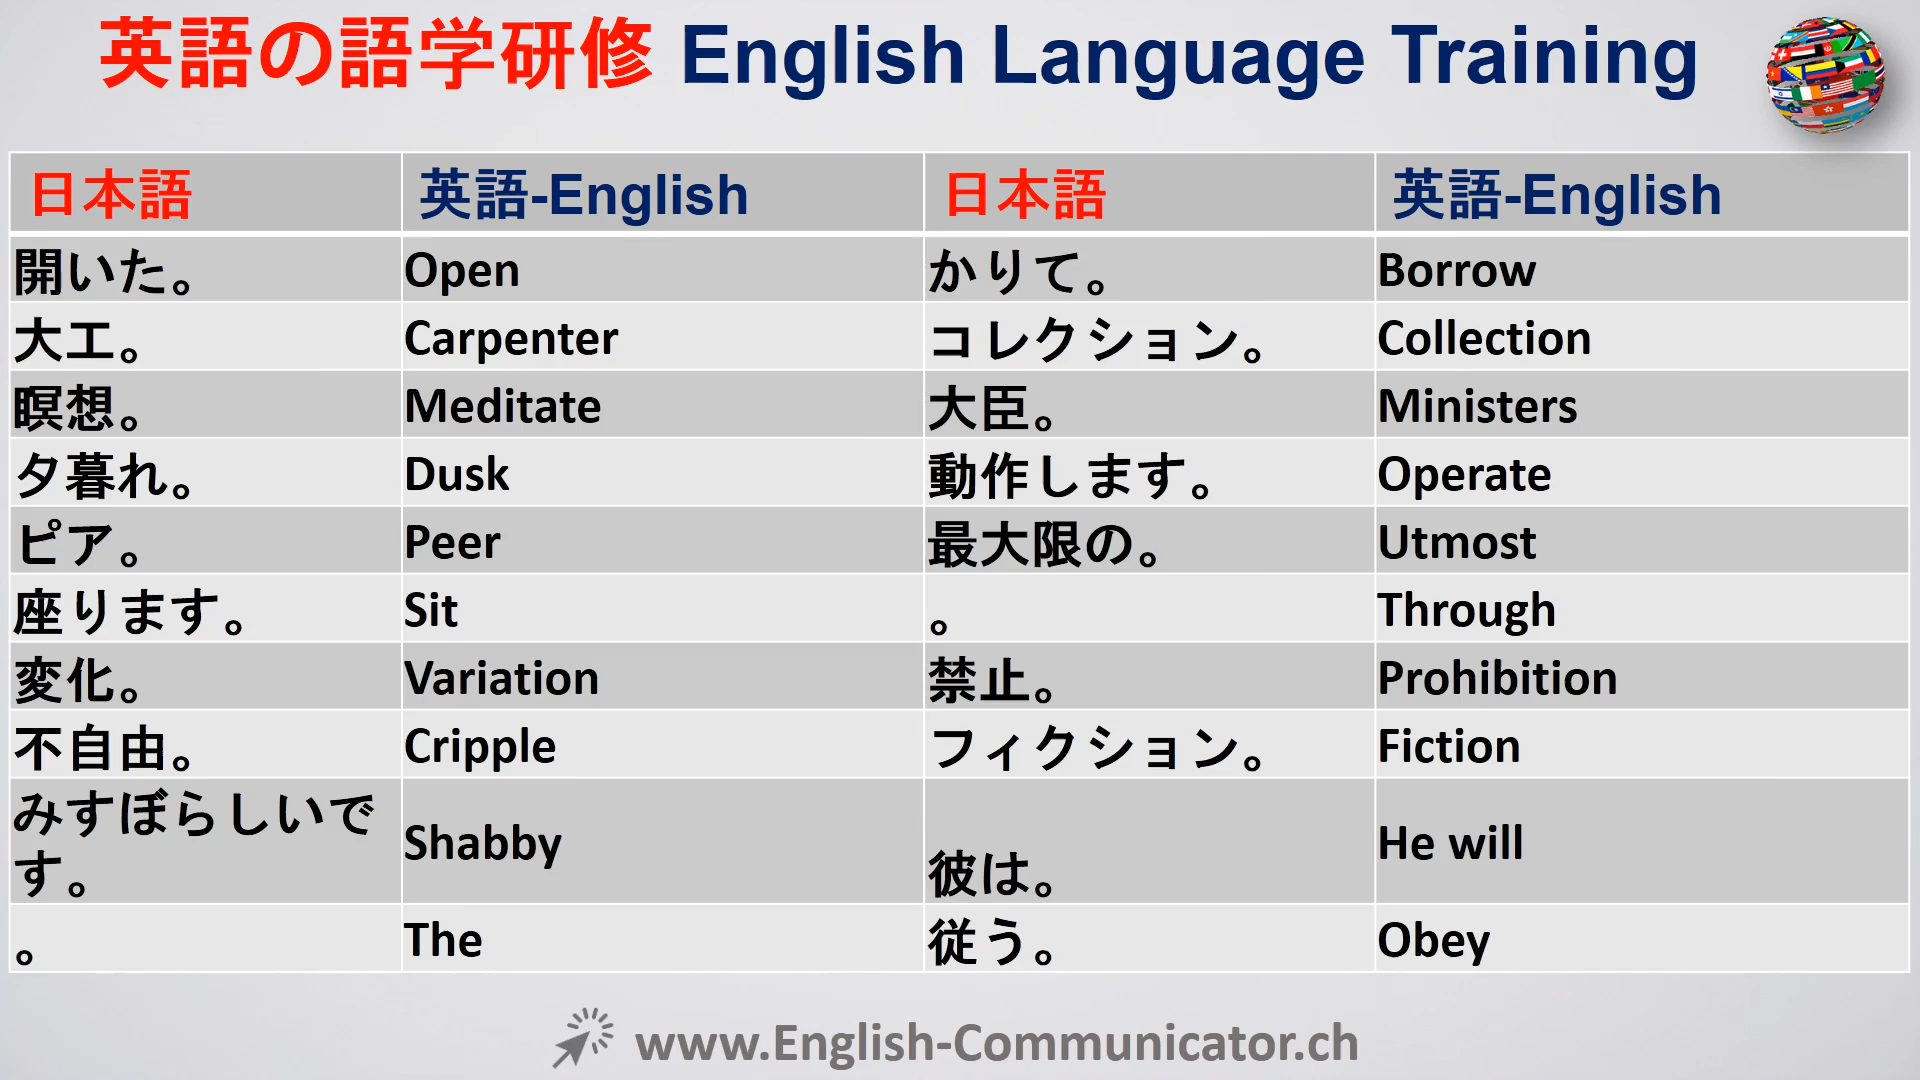 英語の語学研修 English Language Training
日本語 英語-English 日本語 英語-English
開いた。 Open かりて。 Borrow
大工。 Carpenter コレクション。 Collection
瞑想。 Meditate 大臣。 Ministers
夕暮れ。 Dusk 動作します。 Operate
ピア。 Peer 最大限の。 Utmost
座ります。 Sit 。 Through
変化。 Variation 禁止。 Prohibition
不自由。 Cripple フィクション。 Fiction
みすぼらしいで
す。 Shabby 彼は。 He will
。 The 従う。 Obey
www.English-Communicator.ch